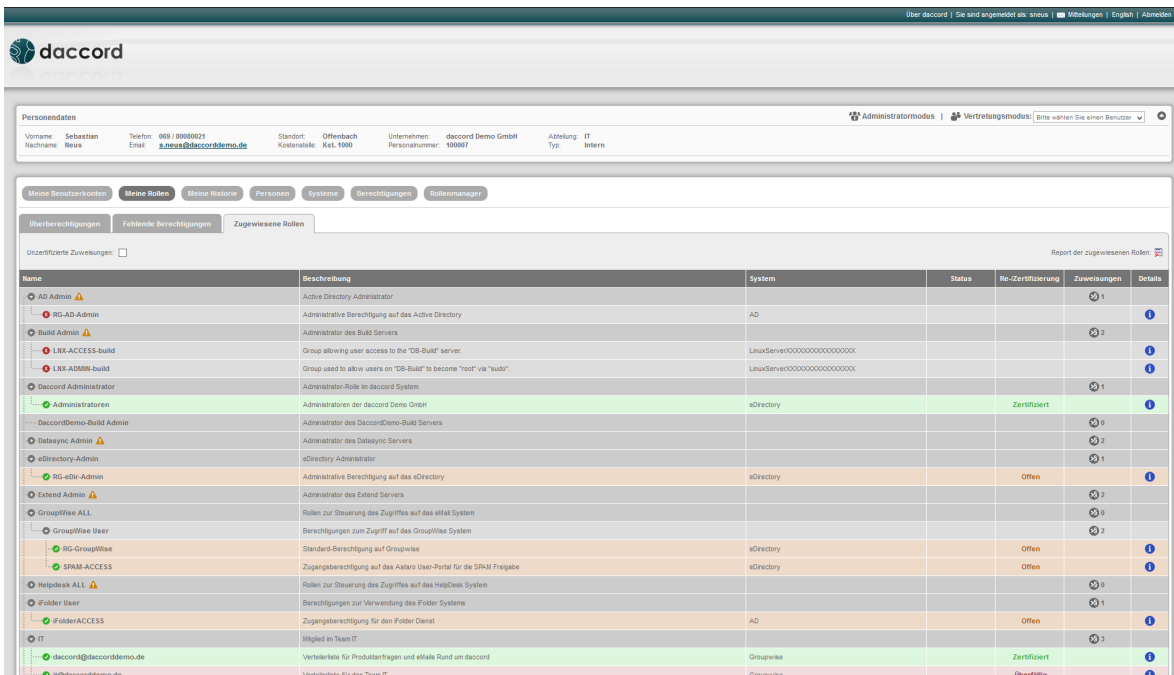 Über daccord | Sie sind angemeldet als: sneus | Mitteilungen | English | Abmelden
daccord
Personendaten Administratormodus | Vertretungsmodus: Bitte wählen Sie einen Benutzer
Vorname: Sebastian Telefon: 069 / 80080021 Standort: Offenbach Unternehmen: daccord Demo GmbH Abteilung: IT
Nachname: Neus Email: s.neus@daccorddemo.de Kostenstelle: Kst. 1000 Personalnummer: 100007 Typ: Intern
Meine Benutzerkonten Meine Rollen Meine Historie Personen Systeme Berechtigungen Rollenmanager
Überberechtigungen Fehlende Berechtigungen Zugewiesene Rollen
Unzertifizierte Zuweisungen: Report der zugewiesenen Rollen:
Name Beschreibung System Status Re-/Zertifizierung Zuweisungen Details
AD Admin Active Directory Administrator 1
RG-AD-Admin Administrative Berechtigung auf das Active Directory AD
Build Admin Administrator des Build Servers 2
LNX-ACCESS-build Group allowing user access to the "DB-Build" server. LinuxServerXXXXXXXXXXXXXXXX
LNX-ADMIN-build Group used to allow users on "DB-Build" to become "root" via "sudo". LinuxServerXXXXXXXXXXXXXXXX
Daccord Administrator Administrator-Rolle im daccord System 1
Administratoren Administratoren der daccord Demo GmbH eDirectory Zertifiziert
DaccordDemo-Build Admin Administrator des DaccordDemo-Build Servers 0
Datasync Admin Administrator des Datasync Servers 2
eDirectory-Admin eDirectory Administrator 1
RG-eDir-Admin Administrative Berechtigung auf das eDirectory eDirectory Offen
Extend Admin Administrator des Extend Servers 2
GroupWise ALL Rollen zur Steuerung des Zugriffes auf das eMail System 0
GroupWise User Berechtigungen zum Zugriff auf das GroupWise System 2
RG-GroupWise Standard-Berechtigung auf Groupwise eDirectory Offen
SPAM-ACCESS Zugangsberechtigung auf das Aataro User-Portal für die SPAM Freigabe eDirectory Offen
Helpdesk ALL Rollen zur Steuerung des Zugriffes auf das HelpDesk System 0
iFolder User Berechtigungen zur Verwendung des iFolder Systems 1
iFolderACCESS Zugangsberechtigung für den iFolder Dienst AD Offen
IT Mitglied im Team IT 3
daccord@daccorddemo.de Verteilerliste für Produktanfragen und eMails Rund um daccord Groupwise Zertifiziert
it@daccorddemo.de Verteilerliste für das Team IT Groupwise Überfällig